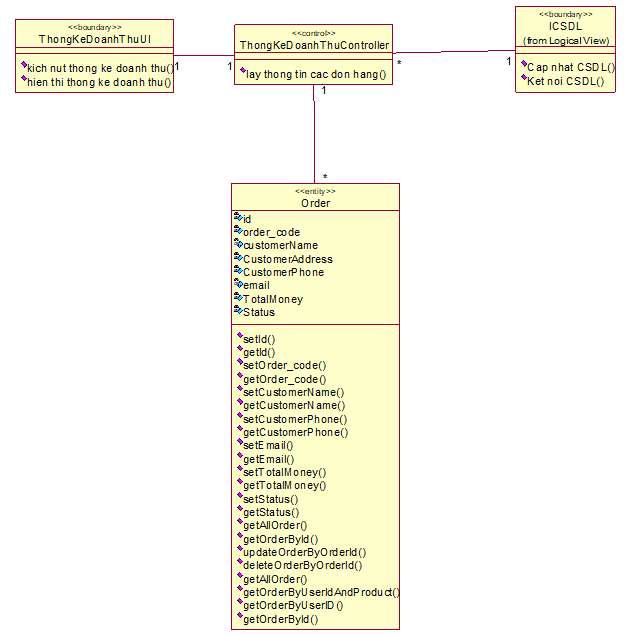 <<boundary>>
ThongKeDoanhThuUI
kich nut thong ke doanh thu()
hien thi thong ke doanh thu()
1
1
<<control>>
ThongKeDoanhThuController
lay thong tin cac don hang()
*
1
1
<<boundary>>
ICSDL
(from Logical View)
Cap nhat CSDL()
Ket noi CSDL()
*
<<entity>>
Order
id
order_code
customerName
CustomerAddress
CustomerPhone
email
TotalMoney
Status
setId()
getId()
setOrder_code()
getOrder_code()
setCustomerName()
getCustomerName()
setCustomerPhone()
getCustomerPhone()
setEmail()
getEmail()
setTotalMoney()
getTotalMoney()
setStatus()
getStatus()
getAllOrder()
getOrderById()
updateOrderByOrderId()
deleteOrderByOrderId()
getAllOrder()
getOrderByUserIdAndProduct()
getOrderByUserID()
getOrderById()